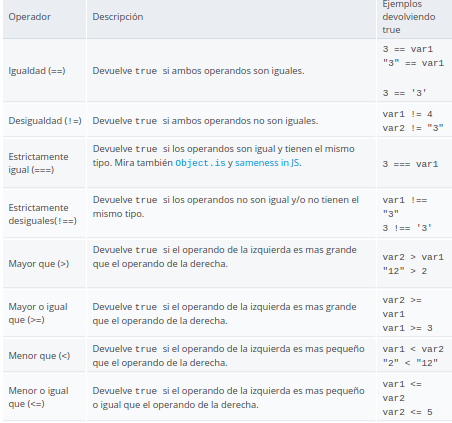 Operador Descripción Ejemplos
devolviendo
true
Igualdad (==) Devuelve true si ambos operandos son iguales. 3 == var1
"3" == var1
3 == '3'
Desigualdad (!=) Devuelve true si ambos operandos no son iguales. var1 != 4
var2 != "3"
Estrictamente
igual (===) Devuelve true si los operandos son igual y tienen el mismo
tipo. Mira también Object.is y sameness in JS. 3 === var1
Estrictamente
desiguales(!==) Devuelve true si los operandos no son igual y/o no tienen el
mismo tipo. var1 !==
"3"
3 !== '3'
Mayor que (>) Devuelve true si el operando de la izquierda es mas grande
que el operando de la derecha. var2 > var1
"12" > 2
Mayor o igual
que (>=) Devuelve true si el operando de la izquierda es mas grande
que el operando de la derecha. var2 >=
var1
var1 >= 3
Menor que (<) Devuelve true si el operando de la izquierda es mas pequeño
que el operando de la derecha. var1 < var2
"2" < "12"
Menor o igual
que (<=) Devuelve true si el operando de la izquierda es mas pequeño
o igual que el operando de la derecha. var1 <=
var2
var2 <= 5